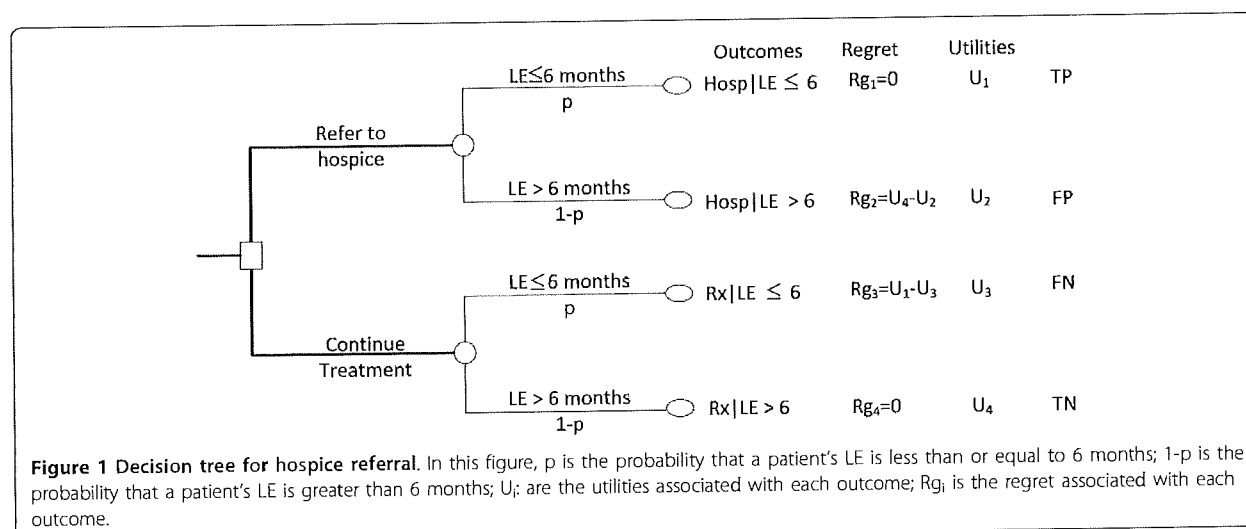 Outcomes Regret Utilities
LE≤6 months
p
Hosp|LE ≤ 6 Rg₁=0 U₁ TP
Refer to
hospice
LE > 6 months
1-p
Hosp|LE > 6 Rg₂=U₄-U₂ U₂ FP
LE≤6 months
p
Rx|LE ≤ 6 Rg₃=U₁-U₃ U₃ FN
Continue
Treatment
LE > 6 months
1-p
Rx|LE > 6 Rg₄=0 U₄ TN
Figure 1 Decision tree for hospice referral. In this figure, p is the probability that a patient's LE is less than or equal to 6 months; 1-p is the
probability that a patient's LE is greater than 6 months; Uᵢ: are the utilities associated with each outcome; Rgᵢ is the regret associated with each
outcome.